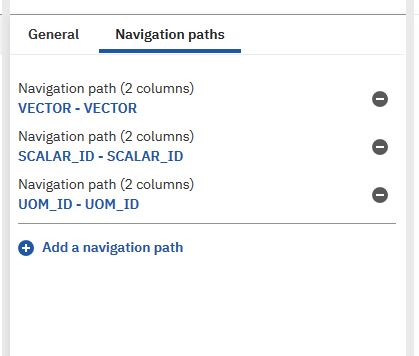 General Navigation paths
Navigation path (2 columns)
VECTOR - VECTOR
Navigation path (2 columns)
SCALAR_ID - SCALAR_ID
Navigation path (2 columns)
UOM_ID - UOM_ID
Add a navigation path